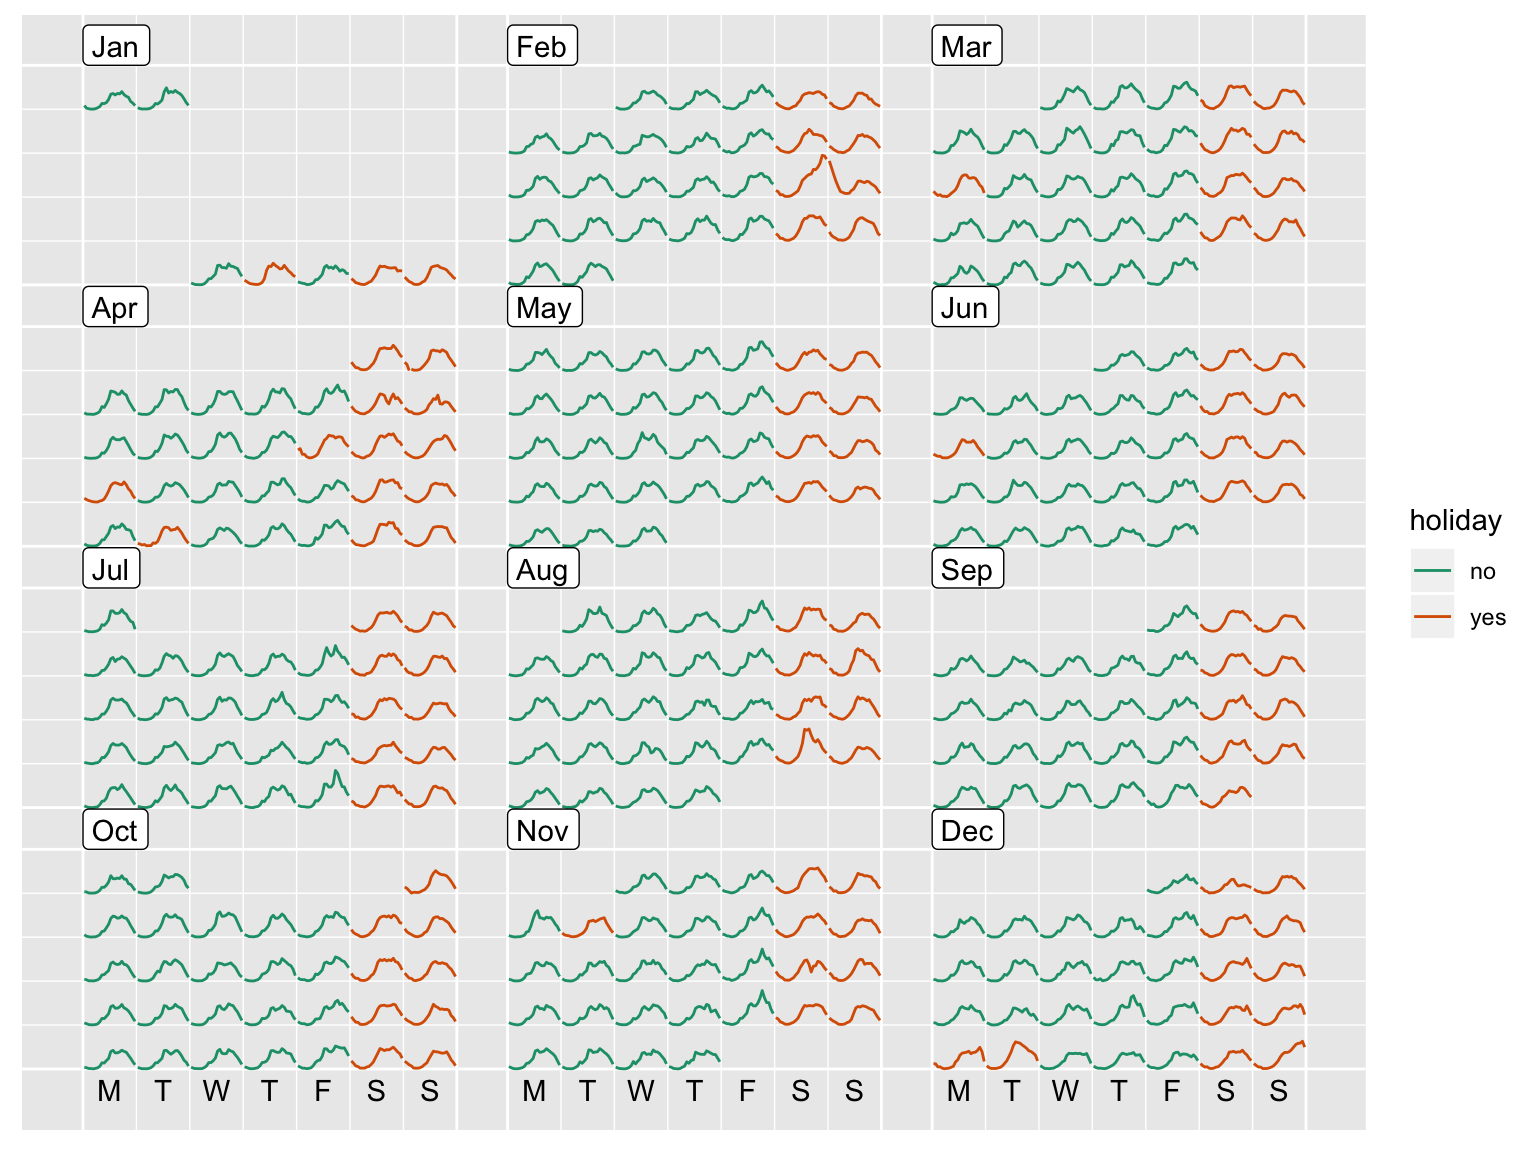 Jan Feb Mar
Apr May Jun
Jul Aug Sep
Oct Nov Dec
M T W T F S S M T W T F S S M T W T F S S
holiday
no
yes